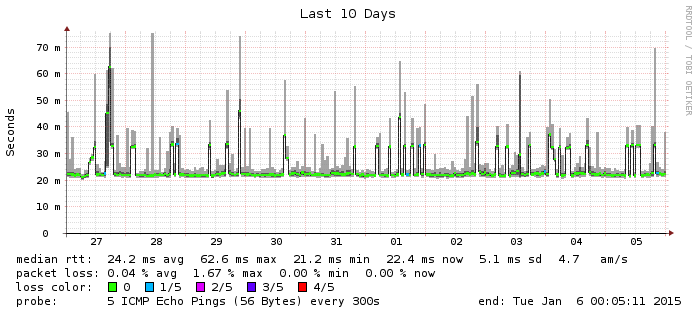 Last 10 Days
RRDTOOL / TOBI OETIKER
Seconds
70 m
60 m
50 m
40 m
30 m
20 m
10 m
0
27 28 29 30 31 01 02 03 04 05
median rtt: 24.2 ms avg 62.6 ms max 21.2 ms min 22.4 ms now 5.1 ms sd 4.7 am/s
packet loss: 0.04 % avg 1.67 % max 0.00 % min 0.00 % now
loss color: 0 1/5 2/5 3/5 4/5
probe: 5 ICMP Echo Pings (56 Bytes) every 300s end: Tue Jan 6 00:05:11 2015